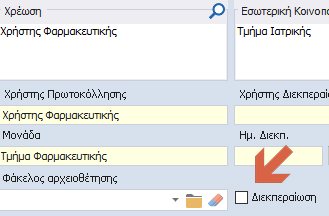 Χρέωση
Εσωτερική Κοινοπο
Χρήστης Φαρμακευτικής
Τμήμα Ιατρικής
Χρήστης Πρωτοκόλλησης
Χρήστης Διεκπεραίω
Χρήστης Φαρμακευτικής
Μονάδα
Ημ. Διεκπ.
Τμήμα Φαρμακευτικής
Φάκελος αρχειοθέτησης
Διεκπεραίωση